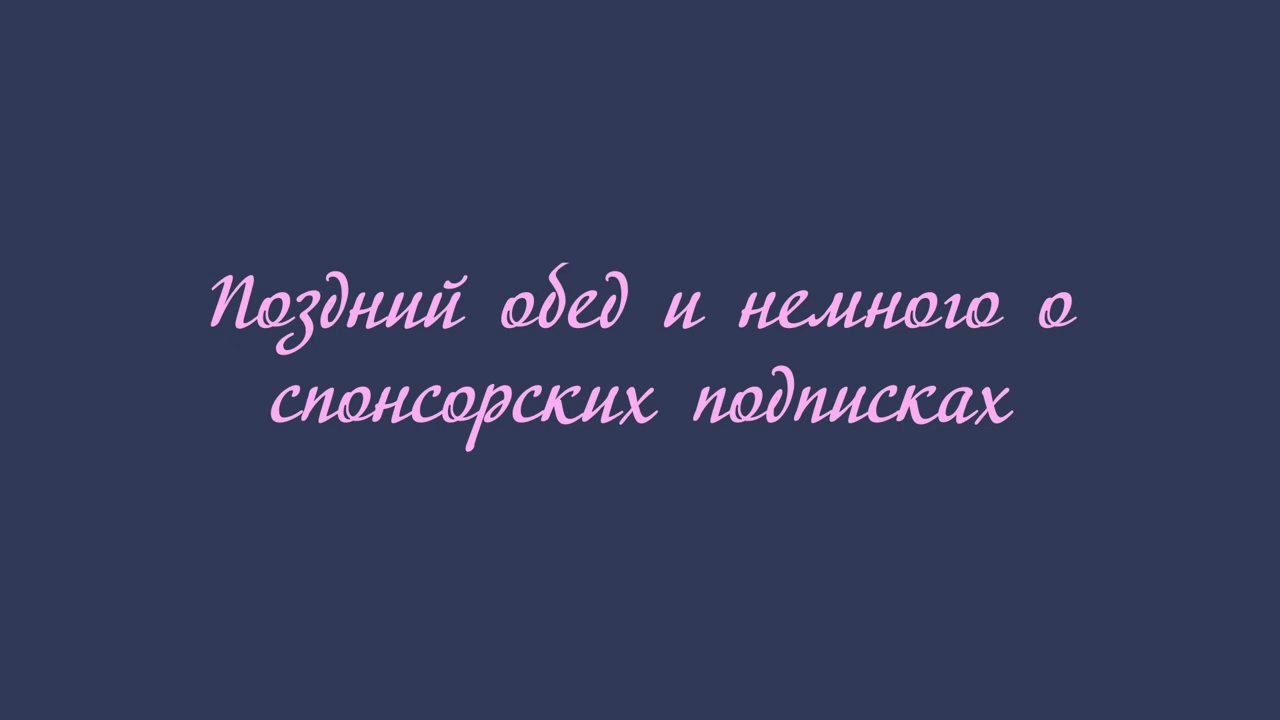 Поздний обед и немного о
спонсорских подписках